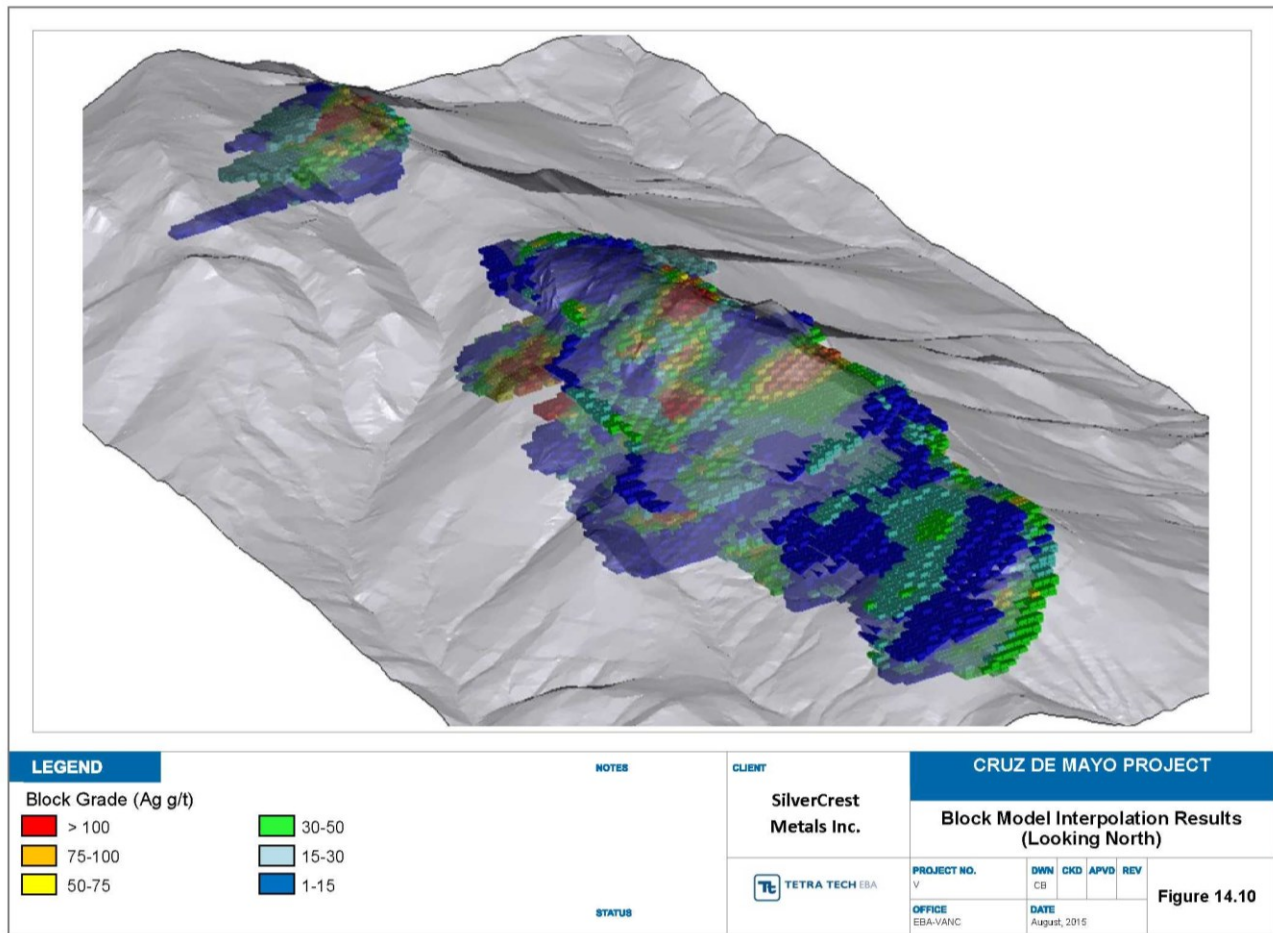 LEGEND
Block Grade (Ag g/t)
> 100
75-100
50-75
30-50
15-30
1-15
NOTES
STATUS
CLIENT
SilverCrest
Metals Inc.
Tt TETRA TECH EBA
CRUZ DE MAYO PROJECT
Block Model Interpolation Results
(Looking North)
PROJECT NO.
V
DWN CKD APVD REV
CB
OFFICE
EBA-VANC
DATE
August, 2015
Figure 14.10